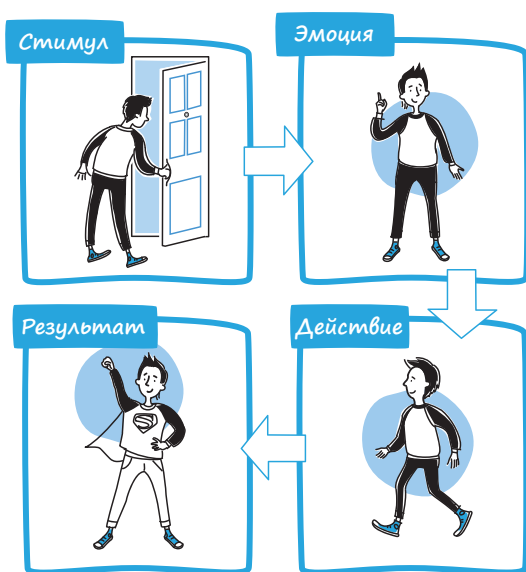 Стимул
Эмоция
Результат
Действие